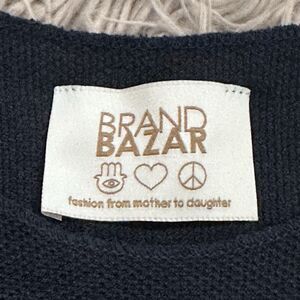 BRAND
BAZAR
fashion from mother to daughter